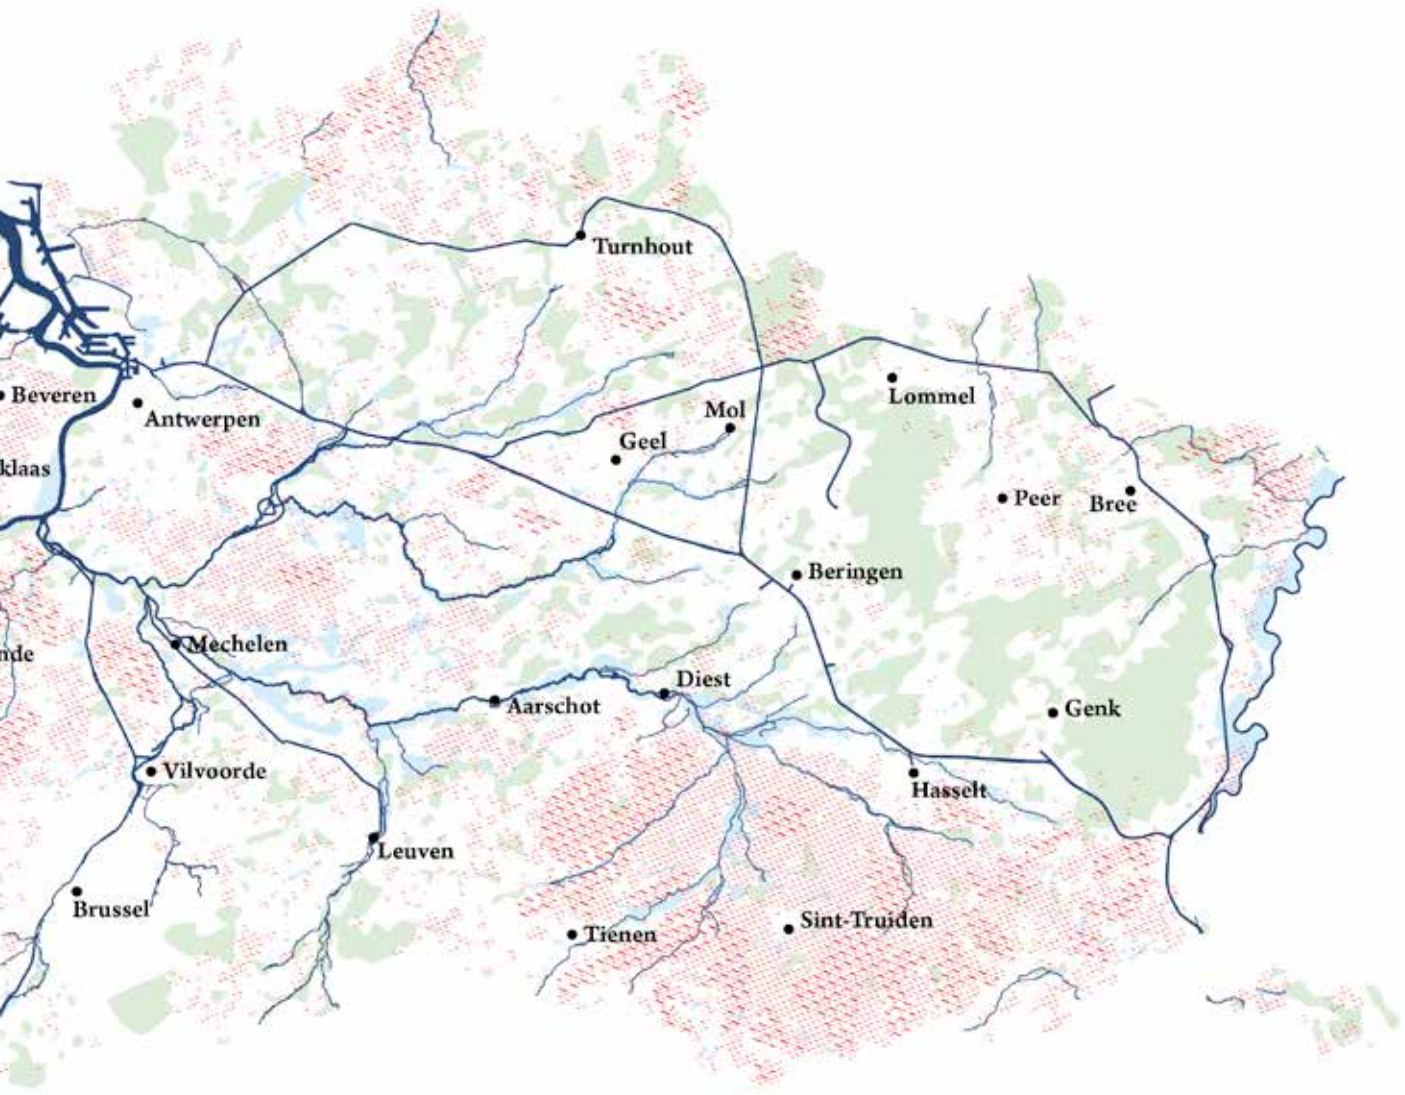 Turnhout
Beveren
Lommel
Antwerpen
Mol
Geel
klaas
Peer
Bree
Beringen
Mechelen
nde
Diest
Aarschot
Genk
Vilvoorde
Hasselt
Leuven
Brussel
Sint-Truiden
Tienen